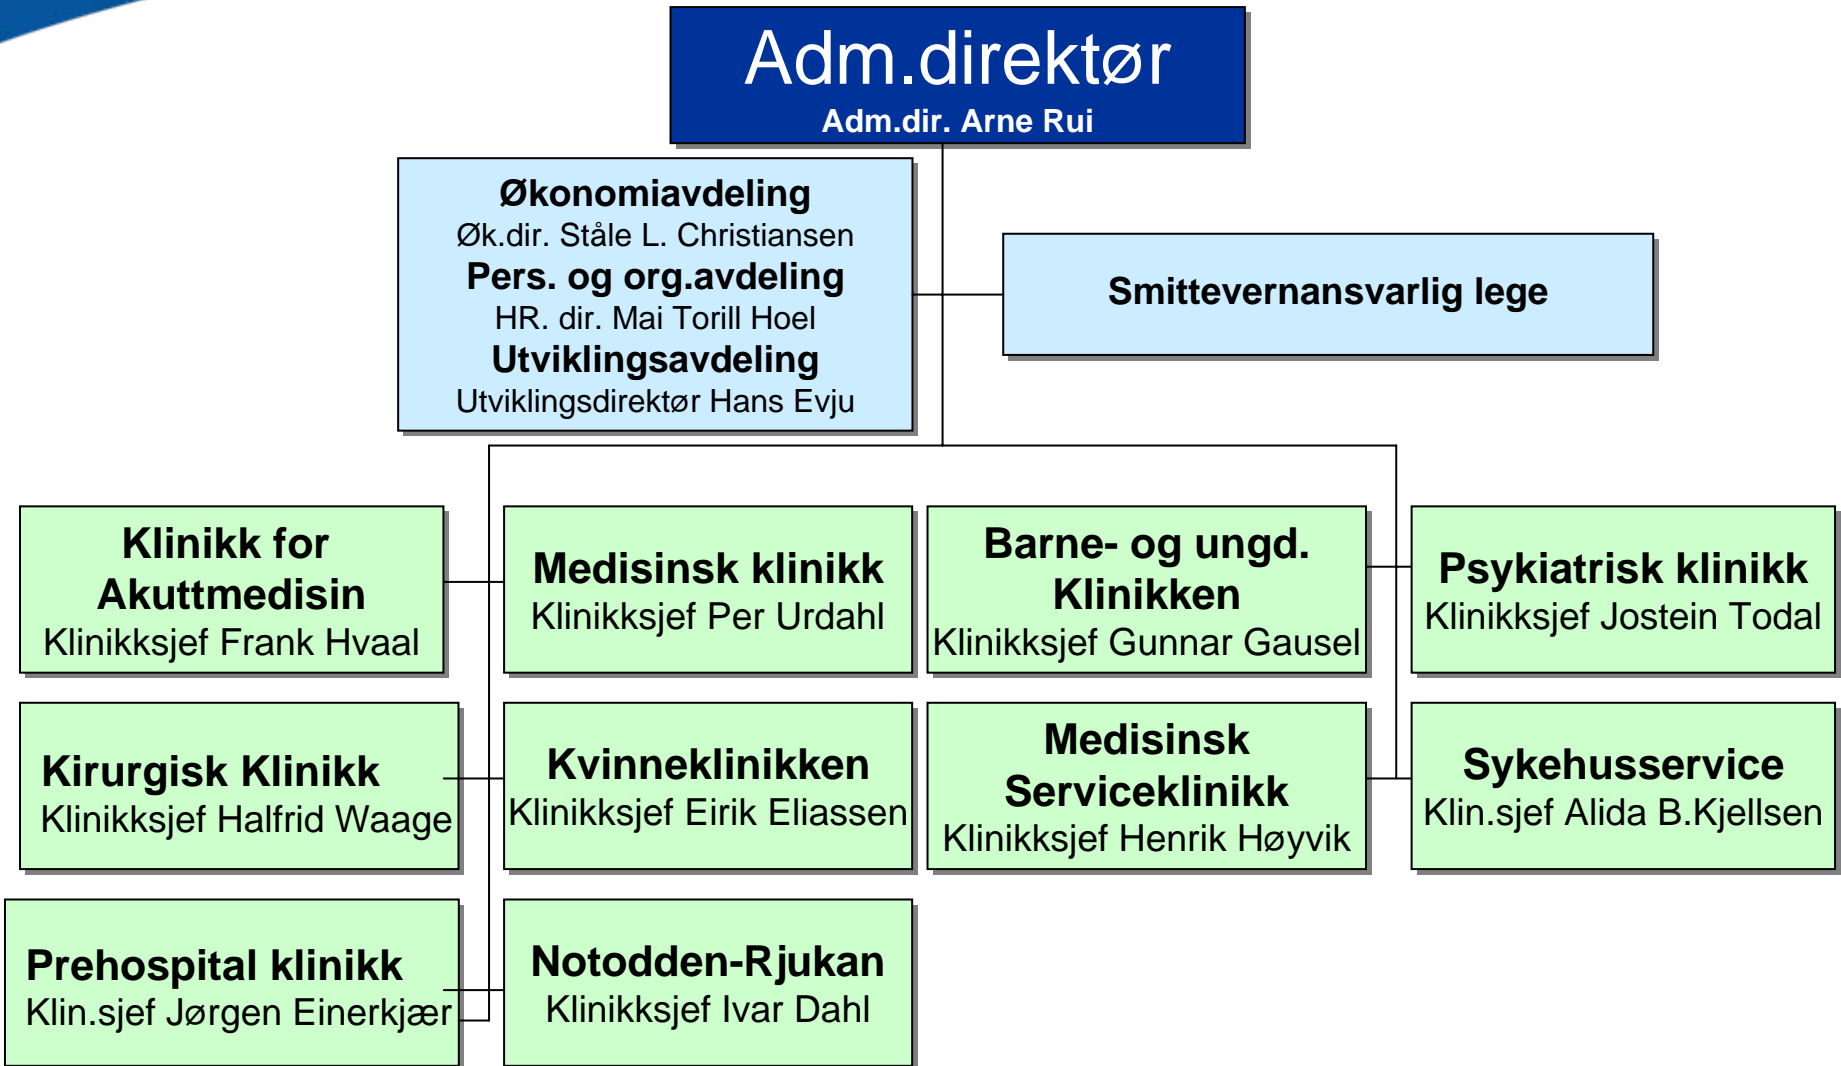 Adm.direktør
Adm.dir. Arne Rui
Økonomiavdeling
Øk.dir. Ståle L. Christiansen
Pers. og org.avdeling
HR. dir. Mai Torill Hoel
Utviklingsavdeling
Utviklingsdirektør Hans Evju
Smittevernansvarlig lege
Klinikk for
Akuttmedisin
Klinikksjef Frank Hvaal
Medisinsk klinikk
Klinikksjef Per Urdahl
Barne- og ungd.
Klinikken
Klinikksjef Gunnar Gausel
Psykiatrisk klinikk
Klinikksjef Jostein Todal
Kirurgisk Klinikk
Klinikksjef Halfrid Waage
Kvinneklinikken
Klinikksjef Eirik Eliassen
Medisinsk
Serviceklinikk
Klinikksjef Henrik Høyvik
Sykehusservice
Klin.sjef Alida B.Kjellsen
Prehospital klinikk
Klin.sjef Jørgen Einerkjær
Notodden-Rjukan
Klinikksjef Ivar Dahl